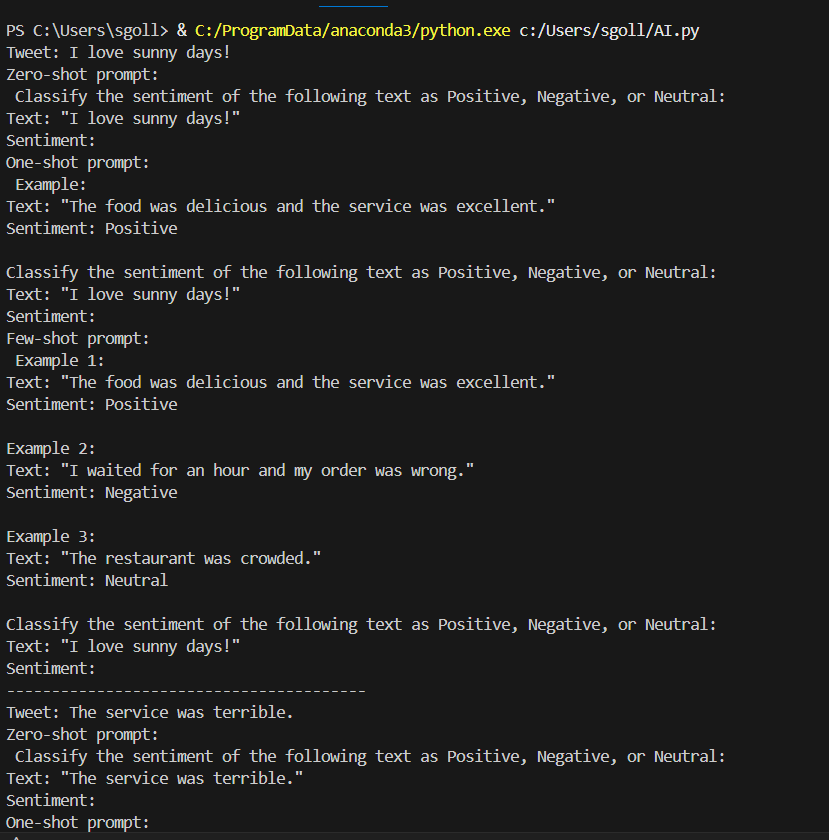 PS C:\Users\sgoll> & C:/ProgramData/anaconda3/python.exe c:/Users/sgoll/AI.py
Tweet: I love sunny days!
Zero-shot prompt:
 Classify the sentiment of the following text as Positive, Negative, or Neutral:
Text: "I love sunny days!"
Sentiment:
One-shot prompt:
 Example:
Text: "The food was delicious and the service was excellent."
Sentiment: Positive

Classify the sentiment of the following text as Positive, Negative, or Neutral:
Text: "I love sunny days!"
Sentiment:
Few-shot prompt:
 Example 1:
Text: "The food was delicious and the service was excellent."
Sentiment: Positive

Example 2:
Text: "I waited for an hour and my order was wrong."
Sentiment: Negative

Example 3:
Text: "The restaurant was crowded."
Sentiment: Neutral

Classify the sentiment of the following text as Positive, Negative, or Neutral:
Text: "I love sunny days!"
Sentiment:
----------------------------------------
Tweet: The service was terrible.
Zero-shot prompt:
 Classify the sentiment of the following text as Positive, Negative, or Neutral:
Text: "The service was terrible."
Sentiment:
One-shot prompt: